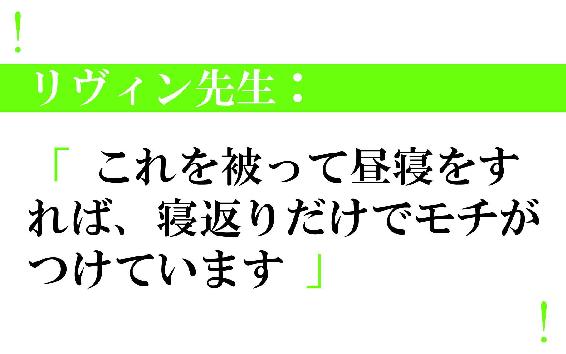 !
リヴィン先生：
「 これを被って昼寝をす
れば、寝返りだけでモチが
つけています 」
!